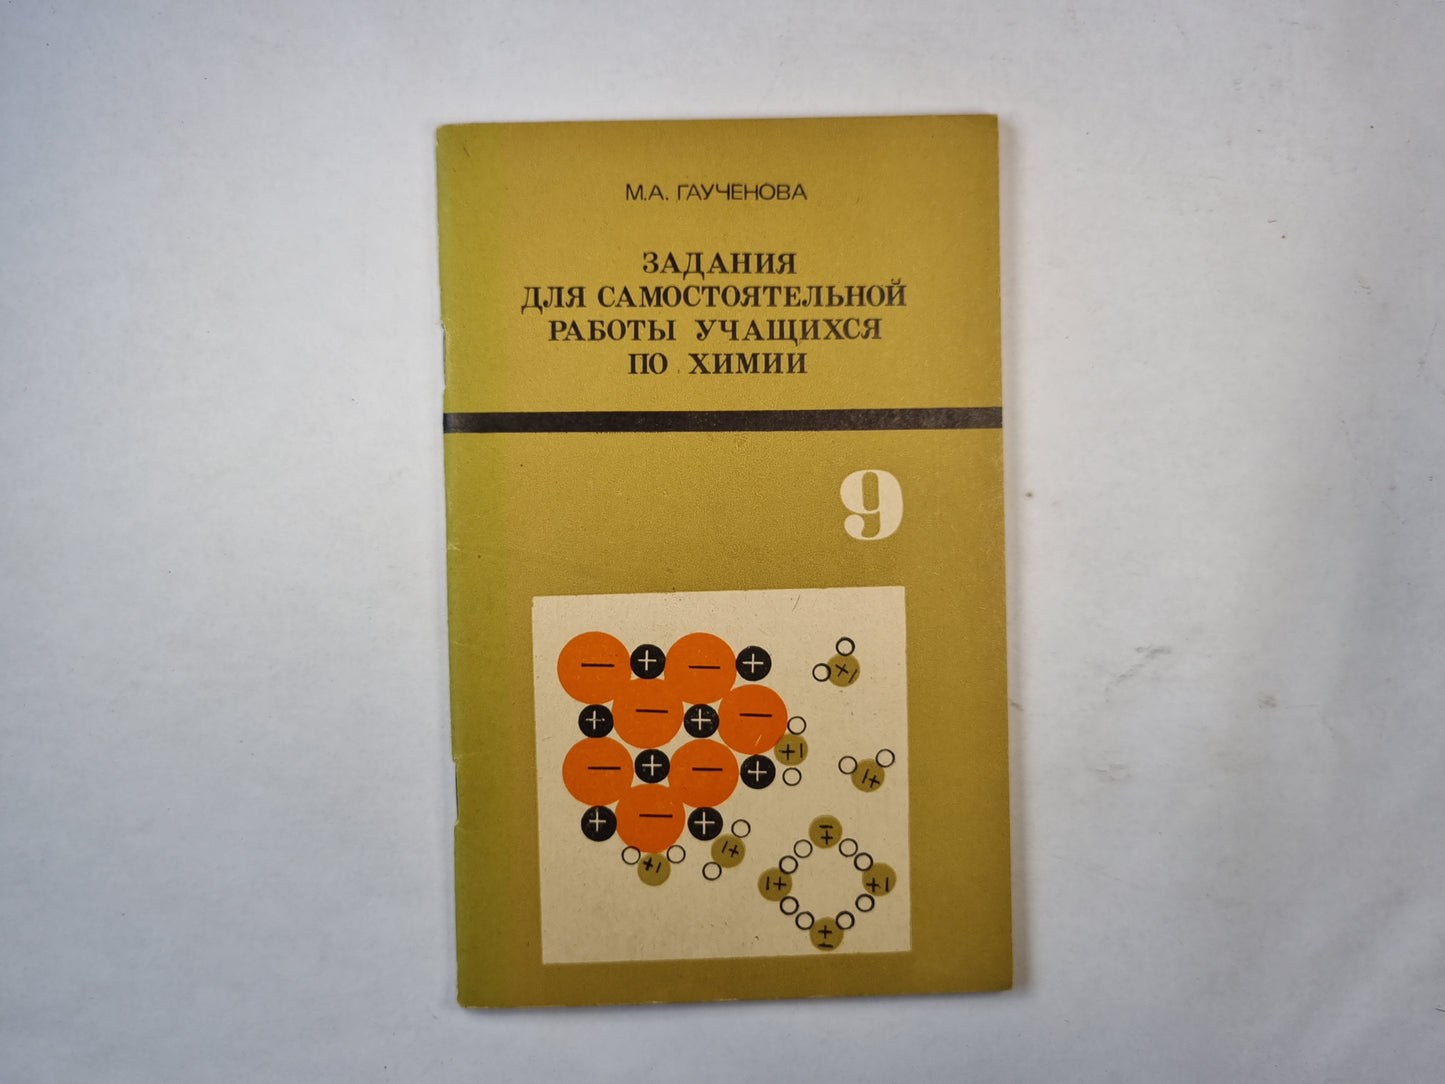 М.А. ГАУЧЕНОВА
ЗАДАНИЯ
ДЛЯ САМОСТОЯТЕЛЬНОЙ
РАБОТЫ УЧАЩИХСЯ
ПО ХИМИИ
9